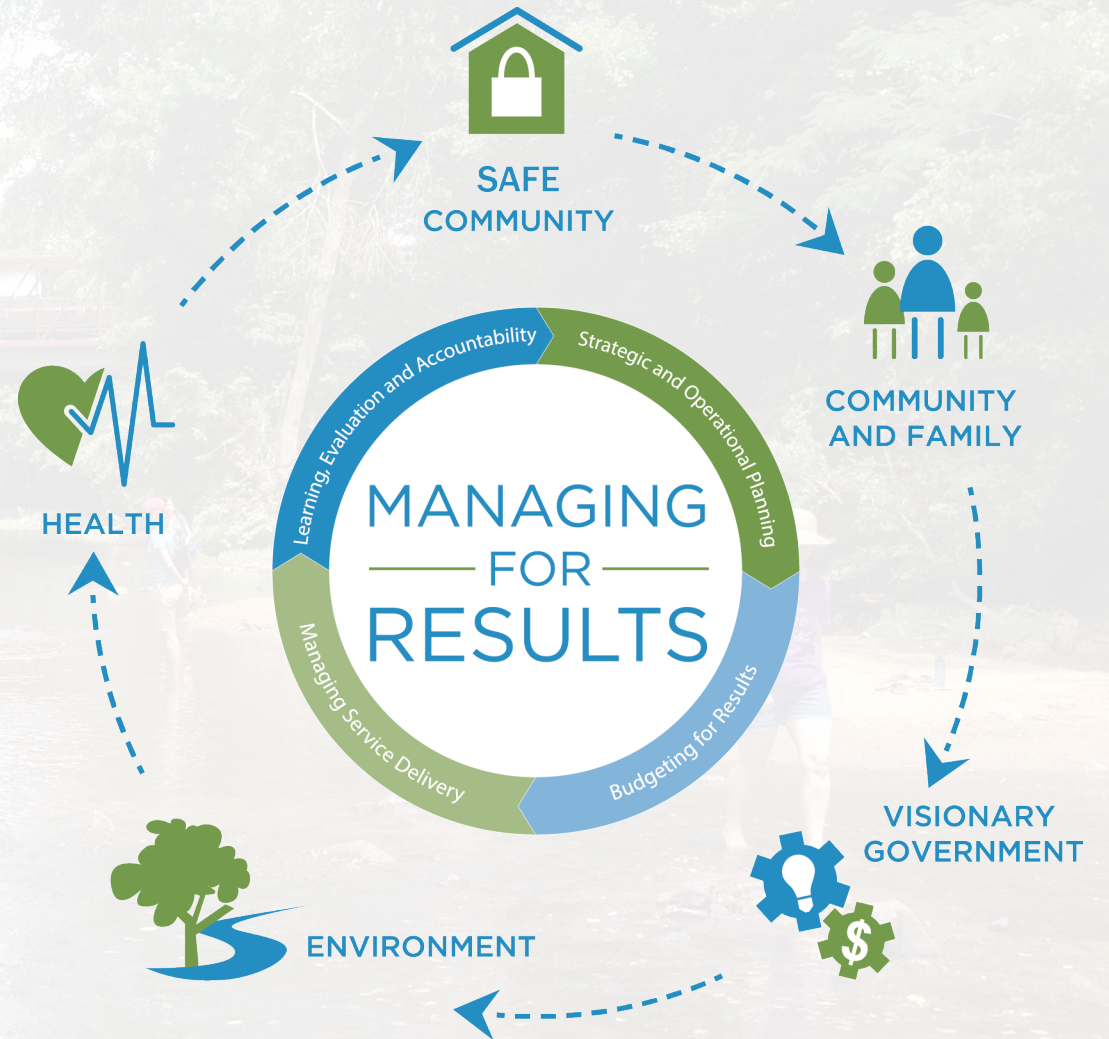 SAFE
COMMUNITY
COMMUNITY
AND FAMILY
VISIONARY
GOVERNMENT
$
ENVIRONMENT
HEALTH
Learning, Evaluation and Accountability
Strategic and Operational Planning
Budgeting for Results
Managing Service Delivery
MANAGING
FOR
RESULTS